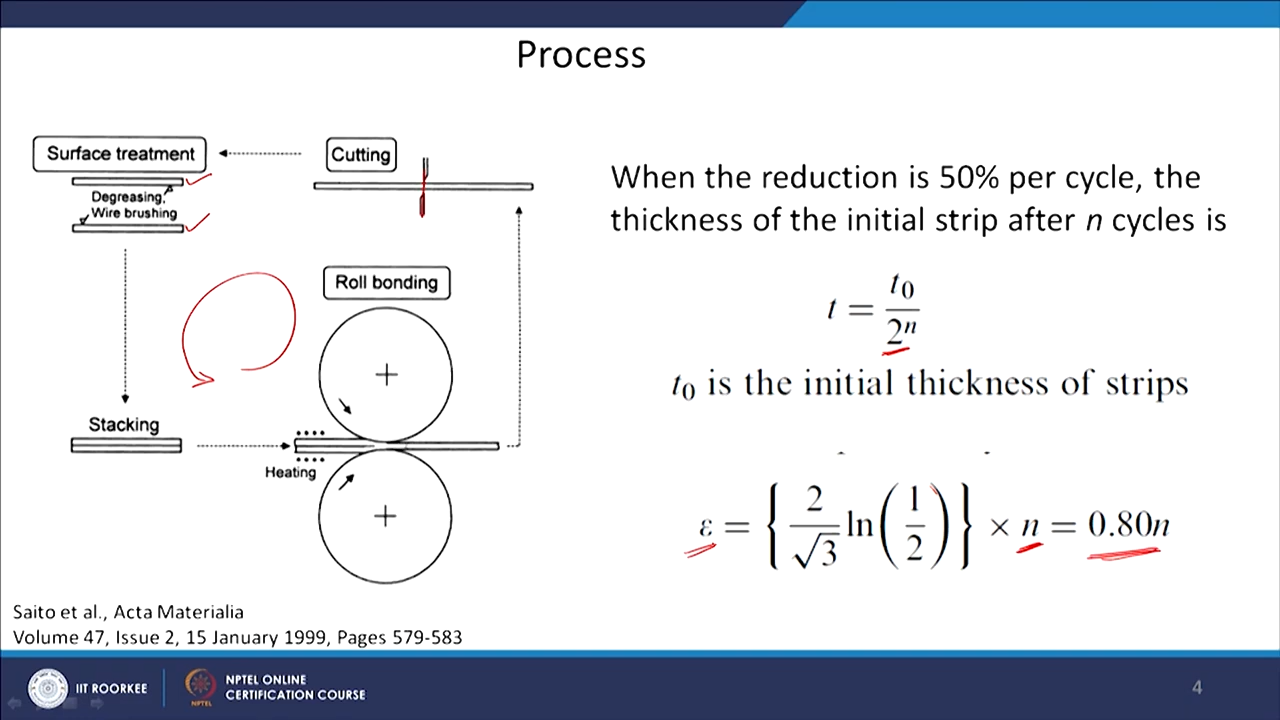 Process
Surface treatment
Degreasing,
Wire brushing
Cutting
Roll bonding
Stacking
Heating
When the reduction is 50% per cycle, the
thickness of the initial strip after n cycles is
t = t₀ / 2ⁿ
t₀ is the initial thickness of strips
ε = { 2/√3 ln ( 1/2 ) } × n = 0.80n
Saito et al., Acta Materialia
Volume 47, Issue 2, 15 January 1999, Pages 579-583
IIT ROORKEE
NPTEL
NPTEL ONLINE
CERTIFICATION COURSE
4